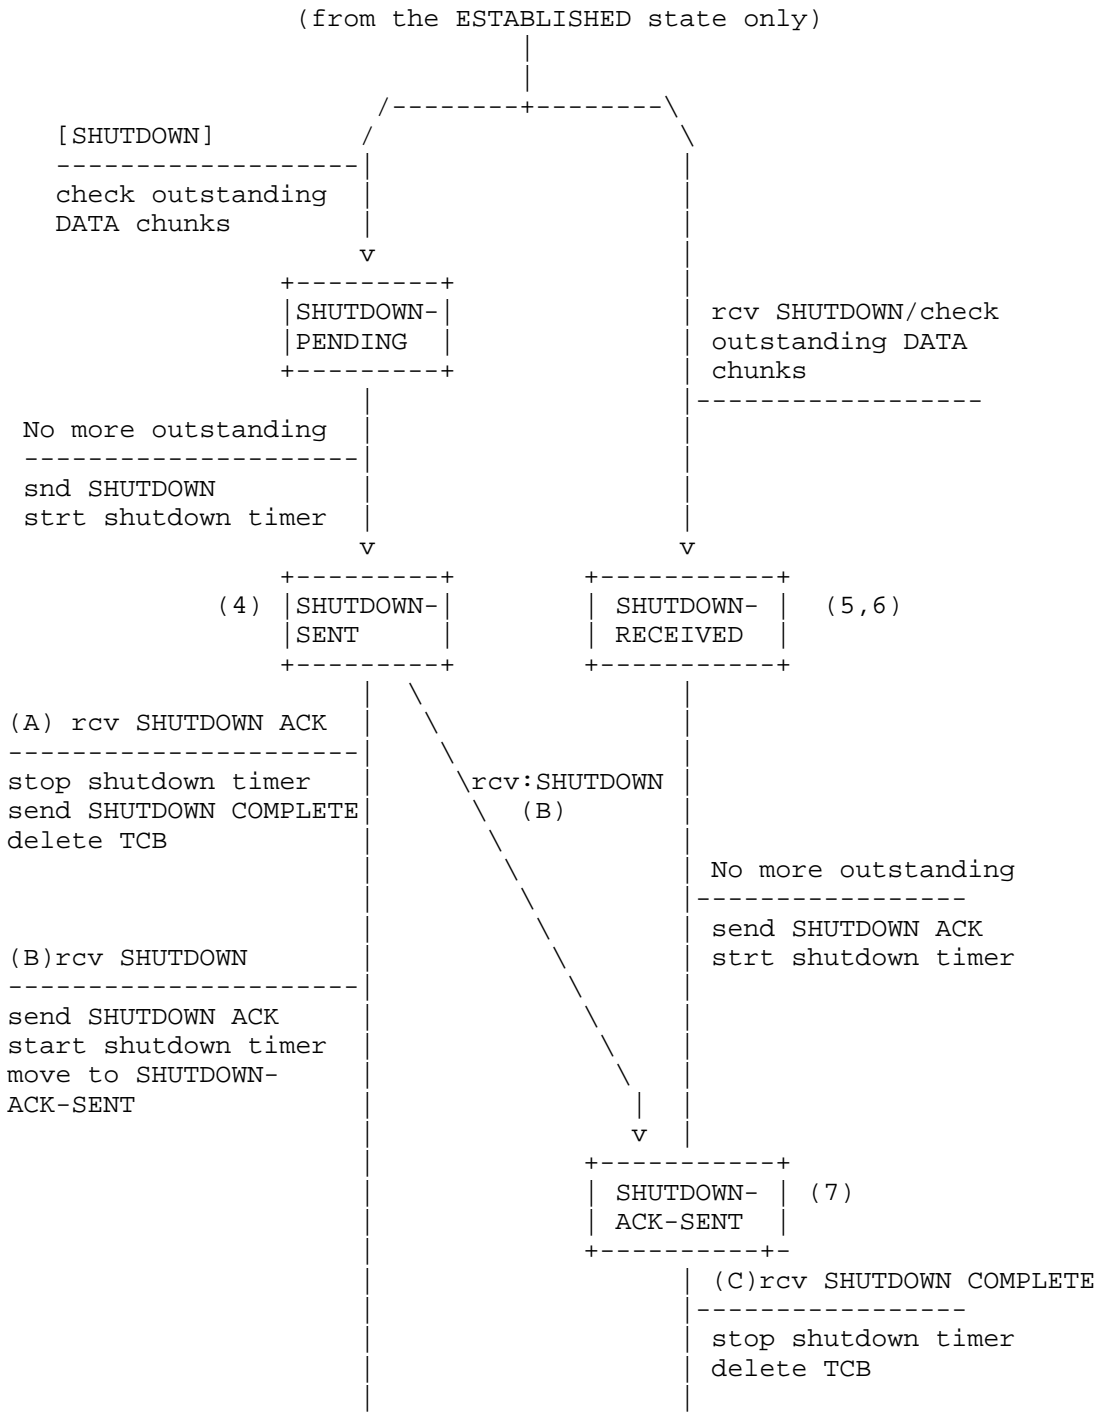 (from the ESTABLISHED state only)
|
|
/--------+--------\
[SHUTDOWN] / \
-------------------| |
check outstanding | |
DATA chunks | |
v |
+---------+ |
|SHUTDOWN-| | rcv SHUTDOWN/check
|PENDING | | outstanding DATA
+---------+ | chunks
| |------------------
No more outstanding | |
---------------------| |
snd SHUTDOWN | |
strt shutdown timer | |
v v
+---------+ +-----------+
(4) |SHUTDOWN-| | SHUTDOWN- | (5,6)
|SENT | | RECEIVED |
+---------+ +-----------+
| \ |
(A) rcv SHUTDOWN ACK | \ |
----------------------| \ |
stop shutdown timer | \rcv:SHUTDOWN |
send SHUTDOWN COMPLETE| \ (B) |
delete TCB | \ |
| \ | No more outstanding
| \ |-----------------
| \ | send SHUTDOWN ACK
(B)rcv SHUTDOWN | \ | strt shutdown timer
----------------------| \ |
send SHUTDOWN ACK | \ |
start shutdown timer | \ |
move to SHUTDOWN- | \ |
ACK-SENT | | |
| v |
| +-----------+
| | SHUTDOWN- | (7)
| | ACK-SENT |
| +----------+-
| | (C)rcv SHUTDOWN COMPLETE
| |-----------------
| | stop shutdown timer
| | delete TCB
| |